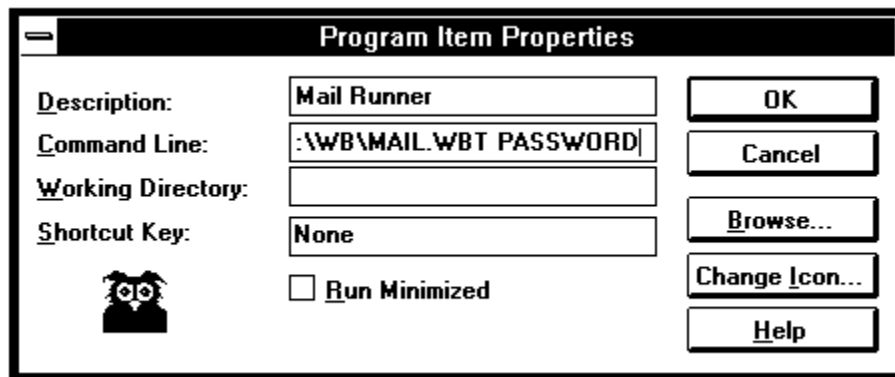 Program Item Properties
Description: Mail Runner
Command Line: :\WB\MAIL.WBT PASSWORD
Working Directory:
Shortcut Key: None
Run Minimized
OK
Cancel
Browse...
Change Icon...
Help